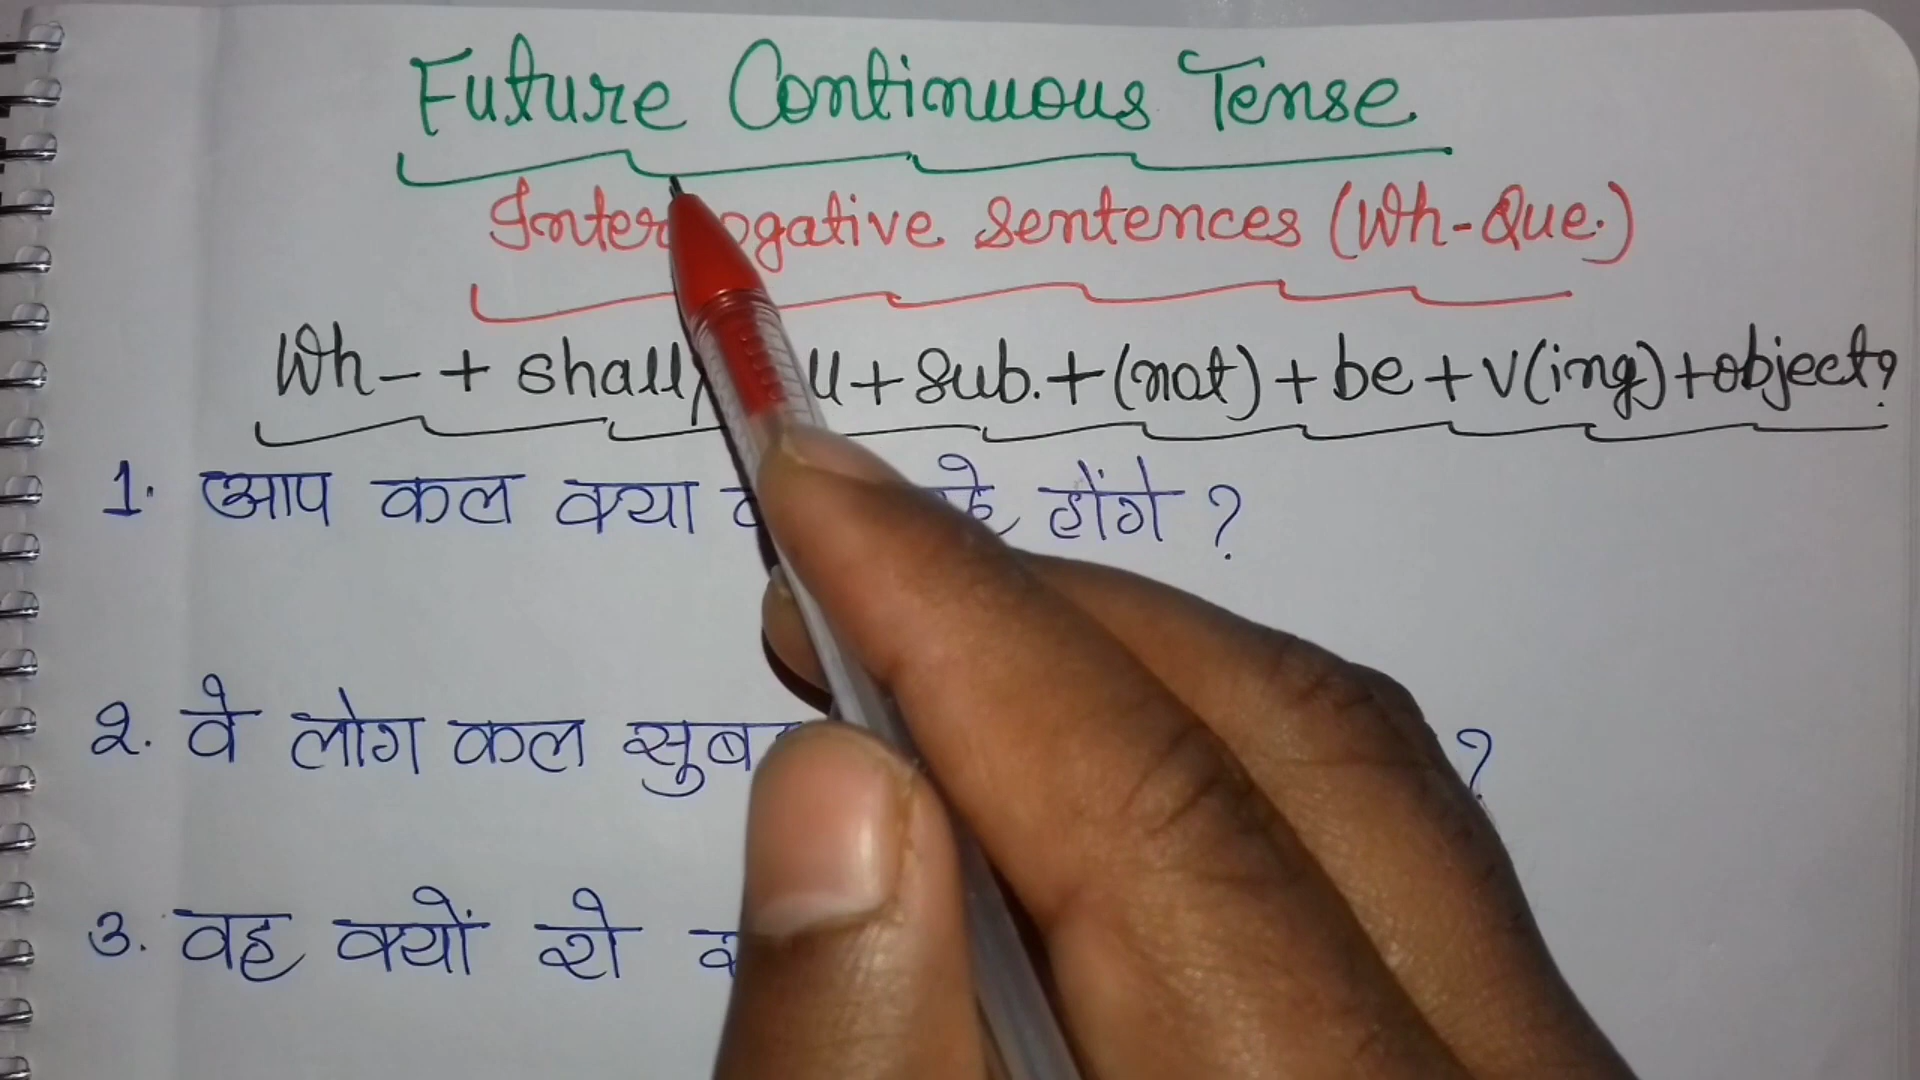 Future Continuous Tense
Interrogative Sentences (Wh-Que.)
Wh- + shall/ + Sub. + (not) + be + v(ing) + object?
1. आप कल क्या होंगे ?
2. वे लोग कल ?
3. वह क्यों रो